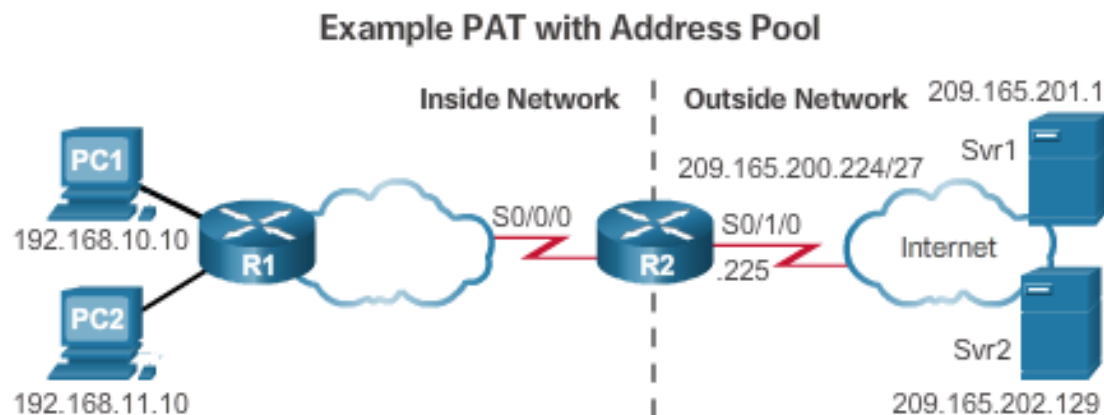 Example PAT with Address Pool
Inside Network
Outside Network
209.165.201.1
PC1
Svr1
209.165.200.224/27
192.168.10.10
S0/0/0
S0/1/0
R1
R2
.225
Internet
PC2
Svr2
192.168.11.10
209.165.202.129